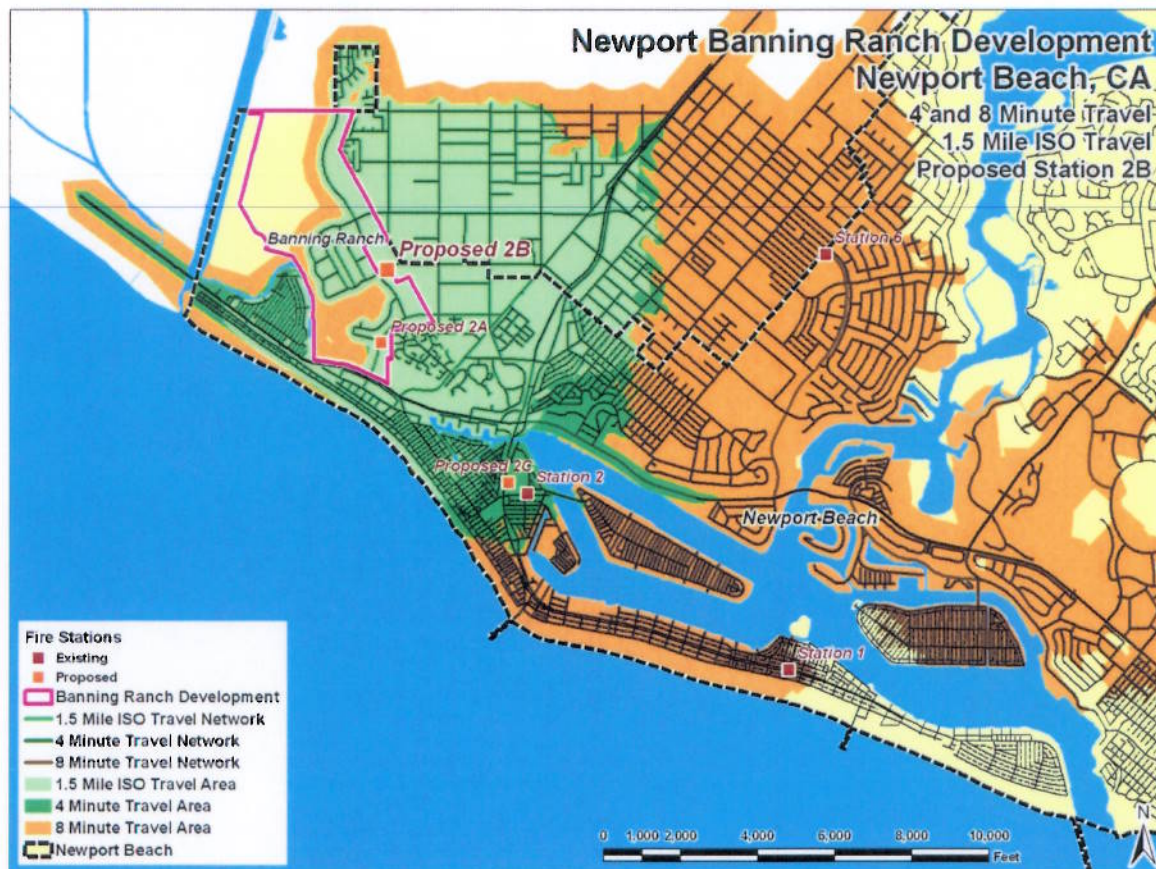 Newport Banning Ranch Development
Newport Beach, CA
4 and 8 Minute Travel
1.5 Mile ISO Travel
Proposed Station 2B
Banning Ranch
Proposed 2B
Station 6
Proposed 2A
Proposed 2C
Station 2
Newport Beach
Station 1
Fire Stations
Existing
Proposed
Banning Ranch Development
1.5 Mile ISO Travel Network
4 Minute Travel Network
8 Minute Travel Network
1.5 Mile ISO Travel Area
4 Minute Travel Area
8 Minute Travel Area
Newport Beach
0 1,000 2,000 4,000 6,000 8,000 10,000
Feet
N